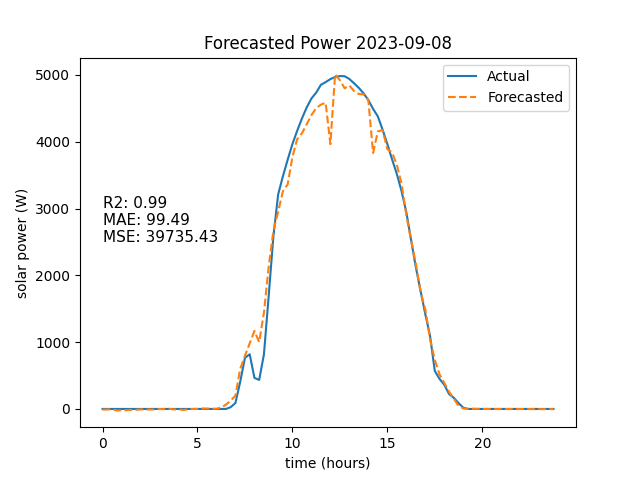 Forecasted Power 2023-09-08
Actual
Forecasted
R2: 0.99
MAE: 99.49
MSE: 39735.43
solar power (W)
5000
4000
3000
2000
1000
0
0 5 10 15 20
time (hours)